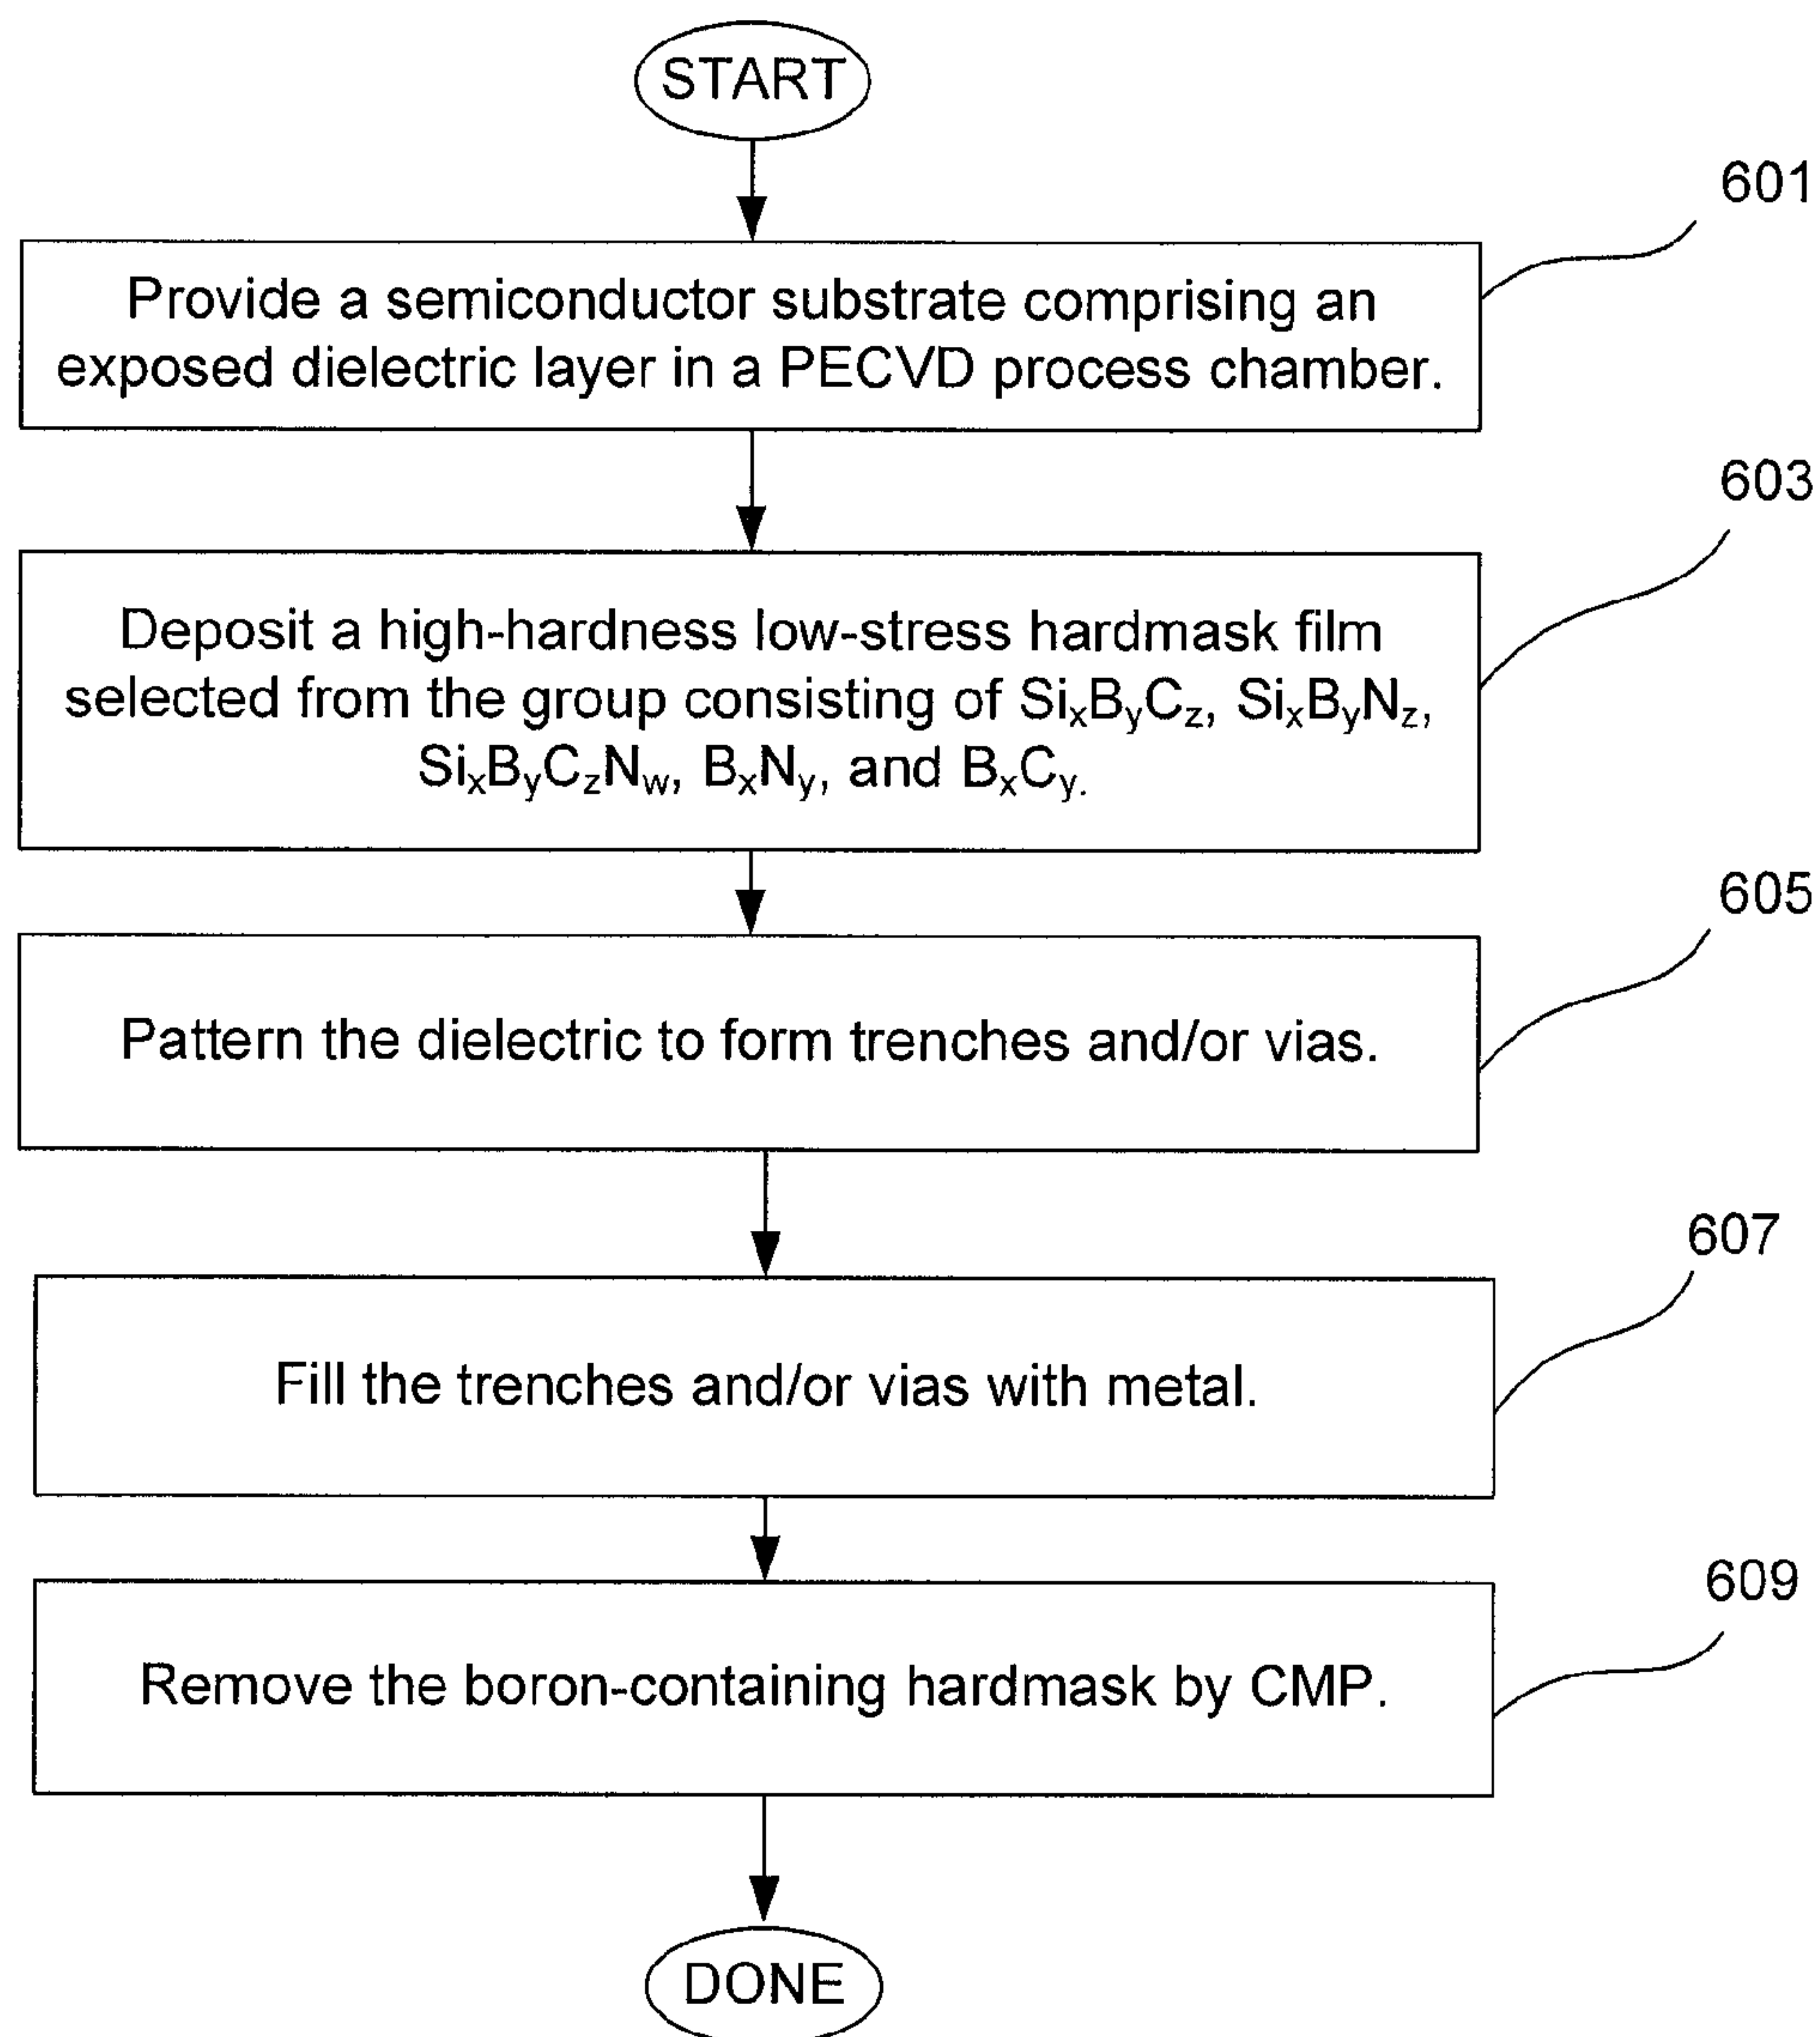 START
601
Provide a semiconductor substrate comprising an
exposed dielectric layer in a PECVD process chamber.
603
Deposit a high-hardness low-stress hardmask film
selected from the group consisting of SixByCz, SixByNz,
SixByCzNw, BxNy, and BxCy.
605
Pattern the dielectric to form trenches and/or vias.
607
Fill the trenches and/or vias with metal.
609
Remove the boron-containing hardmask by CMP.
DONE